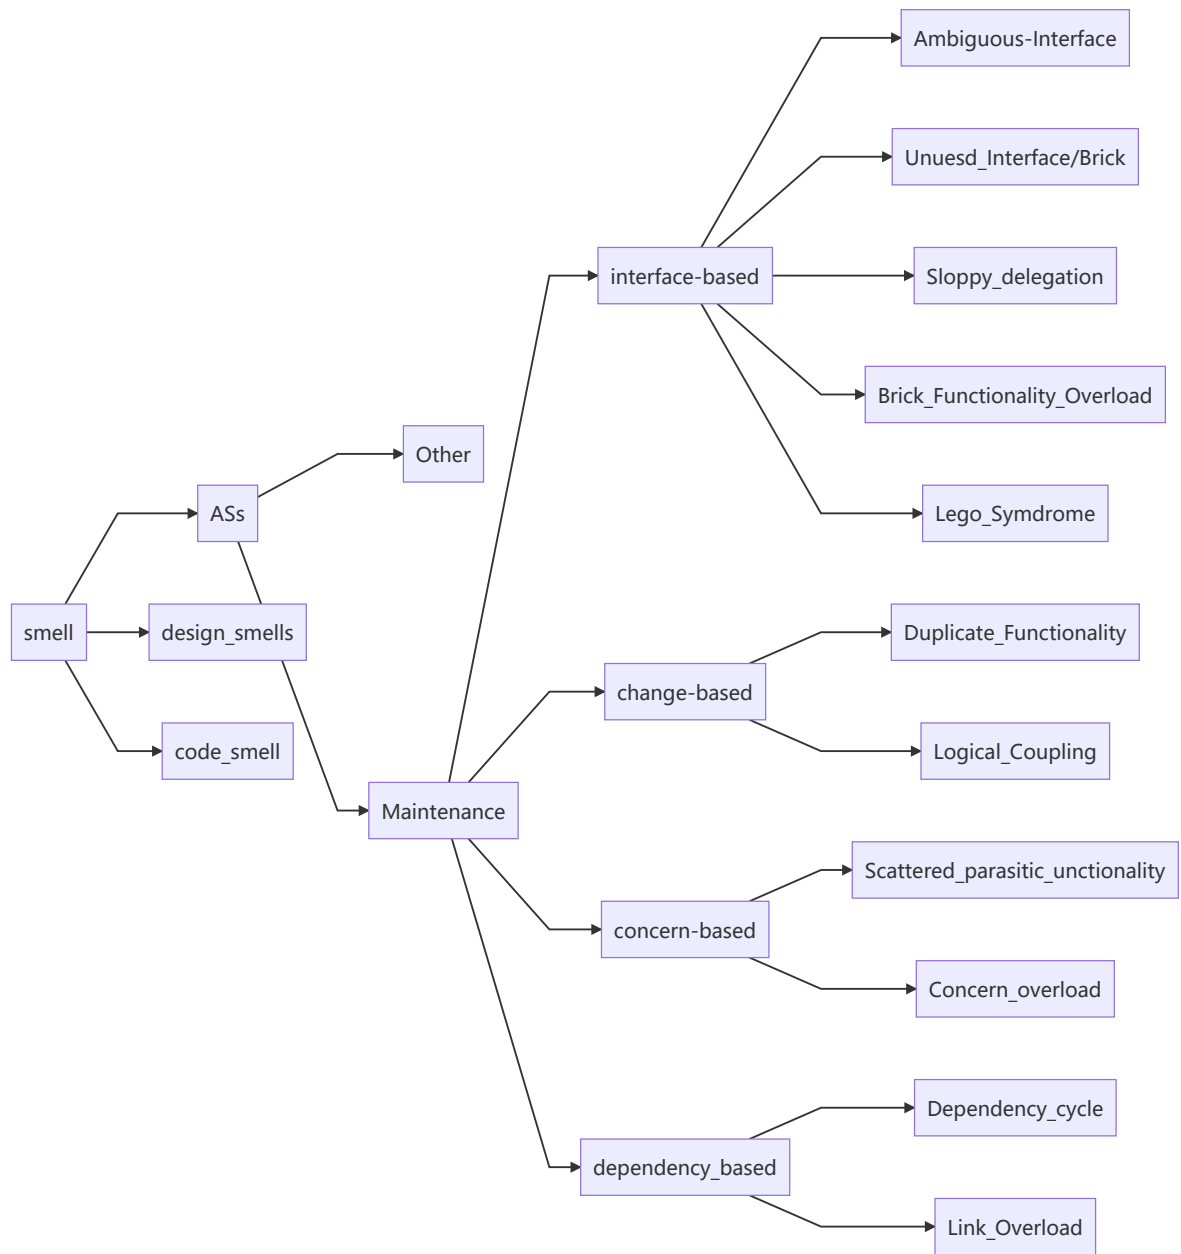 Ambiguous-Interface
Unuesd_Interface/Brick
interface-based
Sloppy_delegation
Brick_Functionality_Overload
Other
ASs
Lego_Symdrome
smell
design_smells
Duplicate_Functionality
change-based
code_smell
Logical_Coupling
Maintenance
Scattered_parasitic_unctionality
concern-based
Concern_overload
Dependency_cycle
dependency_based
Link_Overload